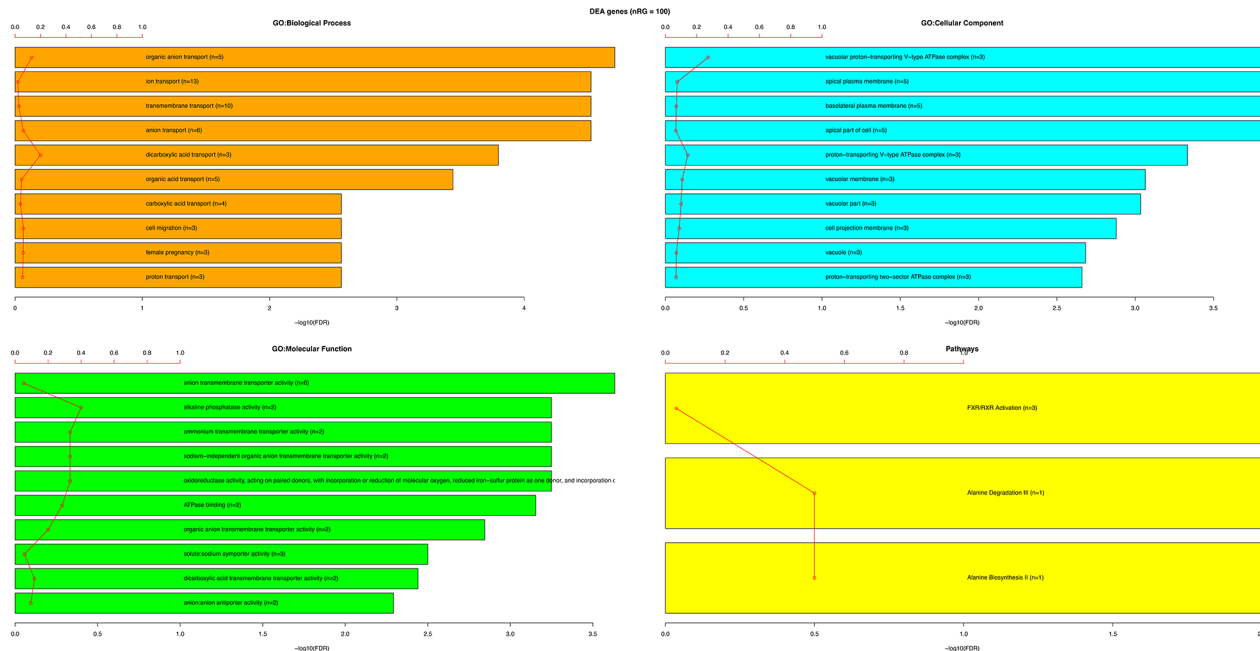 DEA genes (nRG = 100)
GO:Biological Process
0.0 0.2 0.4 0.6 0.8 1.0
organic anion transport (n=5)
ion transport (n=13)
transmembrane transport (n=10)
anion transport (n=6)
dicarboxylic acid transport (n=3)
organic acid transport (n=5)
carboxylic acid transport (n=4)
cell migration (n=3)
female pregnancy (n=3)
proton transport (n=3)
0 1 2 3 4
−log10(FDR)
GO:Cellular Component
0.0 0.2 0.4 0.6 0.8 1.0
vacuolar proton−transporting V−type ATPase complex (n=3)
apical plasma membrane (n=5)
basolateral plasma membrane (n=5)
apical part of cell (n=5)
proton−transporting V−type ATPase complex (n=3)
vacuolar membrane (n=3)
vacuolar part (n=3)
cell projection membrane (n=3)
vacuole (n=3)
proton−transporting two−sector ATPase complex (n=3)
0.0 0.5 1.0 1.5 2.0 2.5 3.0 3.5
−log10(FDR)
GO:Molecular Function
0.0 0.2 0.4 0.6 0.8 1.0
anion transmembrane transporter activity (n=6)
alkaline phosphatase activity (n=2)
ammonium transmembrane transporter activity (n=2)
sodium−independent organic anion transmembrane transporter activity (n=2)
oxidoreductase activity, acting on paired donors, with incorporation or reduction of molecular oxygen, reduced iron−sulfur protein as one donor, and incorporation
ATPase binding (n=2)
organic anion transmembrane transporter activity (n=2)
solute:sodium symporter activity (n=3)
dicarboxylic acid transmembrane transporter activity (n=2)
anion:anion antiporter activity (n=2)
0.0 0.5 1.0 1.5 2.0 2.5 3.0 3.5
−log10(FDR)
Pathways
0.0 0.2 0.4 0.6 0.8 1.0
FXR/RXR Activation (n=3)
Alanine Degradation III (n=1)
Alanine Biosynthesis II (n=1)
0.0 0.5 1.0 1.5
−log10(FDR)